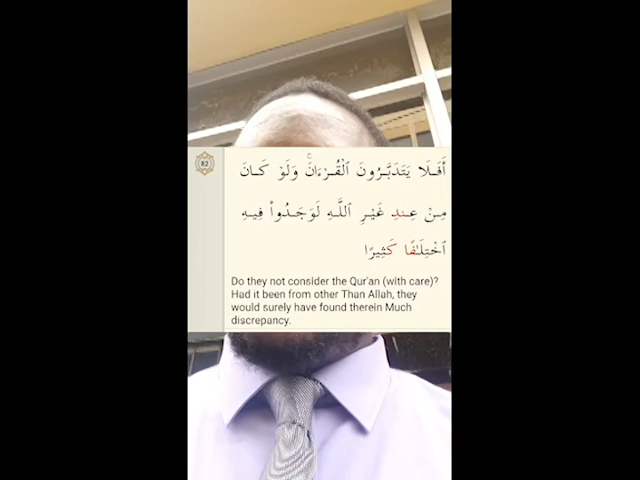 82
أَفَلَا يَتَدَبَّرُونَ ٱلْقُرْءَانَ ۚ وَلَوْ كَانَ
مِنْ عِندِ غَيْرِ ٱللَّهِ لَوَجَدُوا۟ فِيهِ
ٱخْتِلَـٰفًا كَثِيرًا
Do they not consider the Qur'an (with care)?
Had it been from other Than Allah, they
would surely have found therein Much
discrepancy.